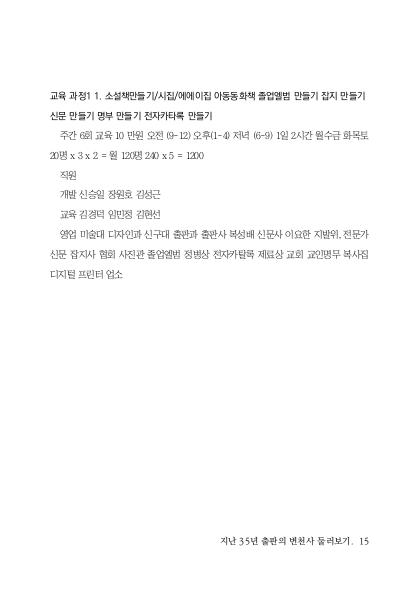 교육 과정1 1. 소설책만들기/시집/에에이집 아동동화책 졸업엘범 만들기 잡지 만들기
신문 만들기 명부 만들기 전자카타록 만들기
주간 6회 교육 10 만원 오전 (9-12) 오후(1-4) 저녁 (6-9) 1일 2시간 월수금 화목토
20명 x 3 x 2 = 월 120명 240 x 5 = 1200
직원
개발 신승일 장원호 김성근
교육 김경덕 임민정 김현선
영업 미술대 디자인과 신구대 출판과 출판사 복성배 신문사 이요한 지발위, 전문가
신문 잡지사 협회 사진관 졸업엘범 정병상 전자카탈록 제료상 교회 교인명무 복사집
디지털 프린터 업소
지난 35년 출판의 변천사 둘러보기. 15